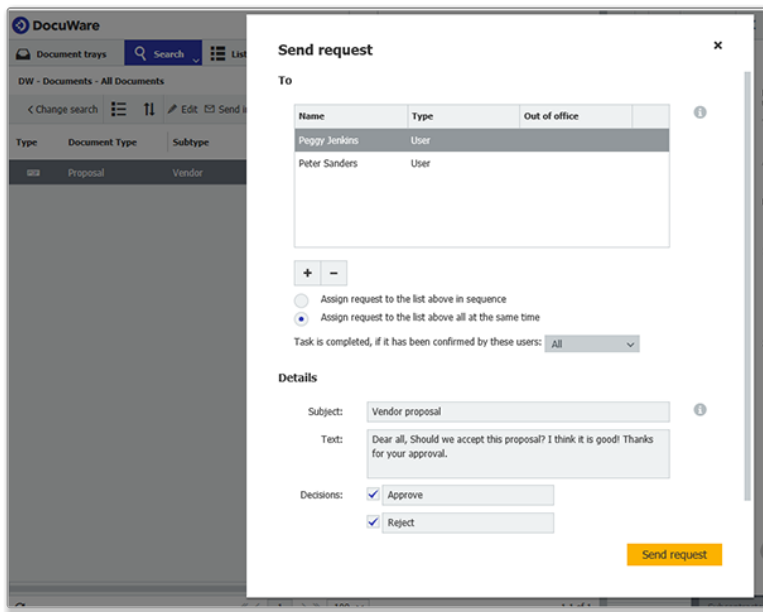 DocuWare
Document trays
Search
List
DW - Documents - All Documents
< Change search
Edit
Send i
Type
Document Type
Subtype
Proposal
Vendor
Send request
To
Name
Type
Out of office
Peggy Jenkins
User
Peter Sanders
User
+
−
Assign request to the list above in sequence
Assign request to the list above all at the same time
Task is completed, if it has been confirmed by these users:
All
Details
Subject:
Vendor proposal
Text:
Dear all, Should we accept this proposal? I think it is good! Thanks
for your approval.
Decisions:
Approve
Reject
Send request